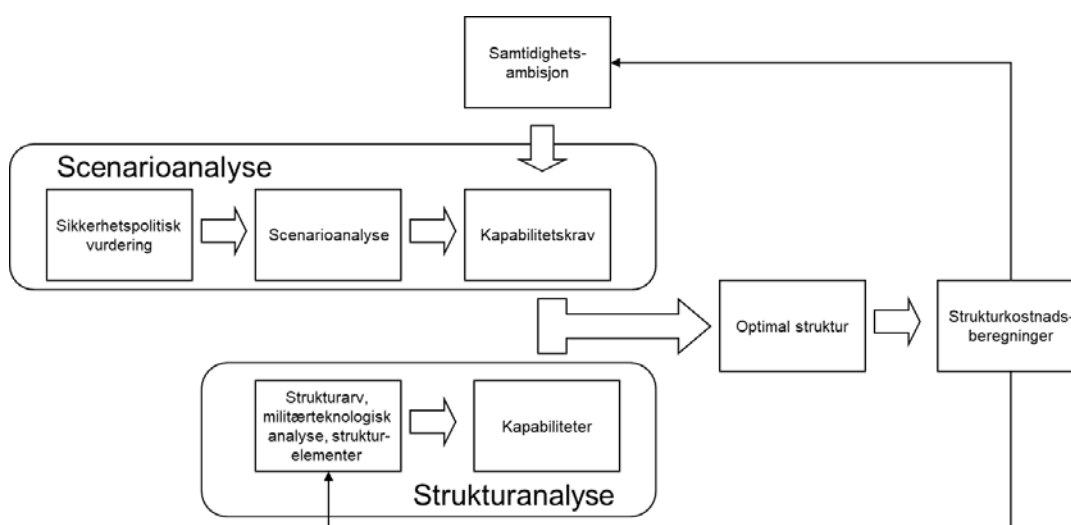 Samtidighets-
ambisjon
Scenarioanalyse
Sikkerhetspolitisk
vurdering
Scenarioanalyse
Kapabilitetskrav
Optimal struktur
Strukturkostnads-
beregninger
Strukturarv,
militærteknologisk
analyse, struktur-
elementer
Kapabiliteter
Strukturanalyse